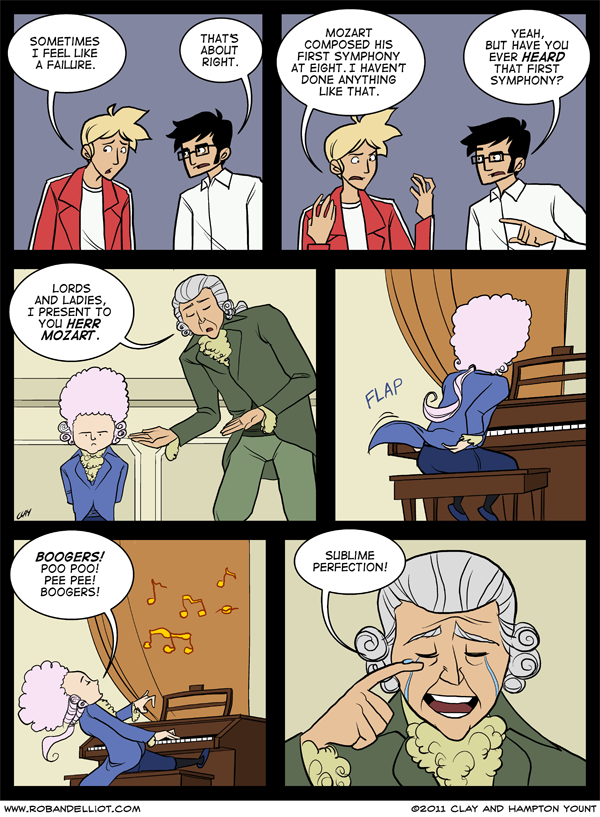 SOMETIMES
I FEEL LIKE
A FAILURE.
THAT'S
ABOUT
RIGHT.
MOZART
COMPOSED HIS
FIRST SYMPHONY
AT EIGHT. I HAVEN'T
DONE ANYTHING
LIKE THAT.
YEAH,
BUT HAVE YOU
EVER HEARD
THAT FIRST
SYMPHONY?
LORDS
AND LADIES,
I PRESENT TO
YOU HERR
MOZART.
CLAY
FLAP
BOOGERS!
POO POO!
PEE PEE!
BOOGERS!
SUBLIME
PERFECTION!
WWW.ROBANDELLIOT.COM
©2011 CLAY AND HAMPTON YOUNT